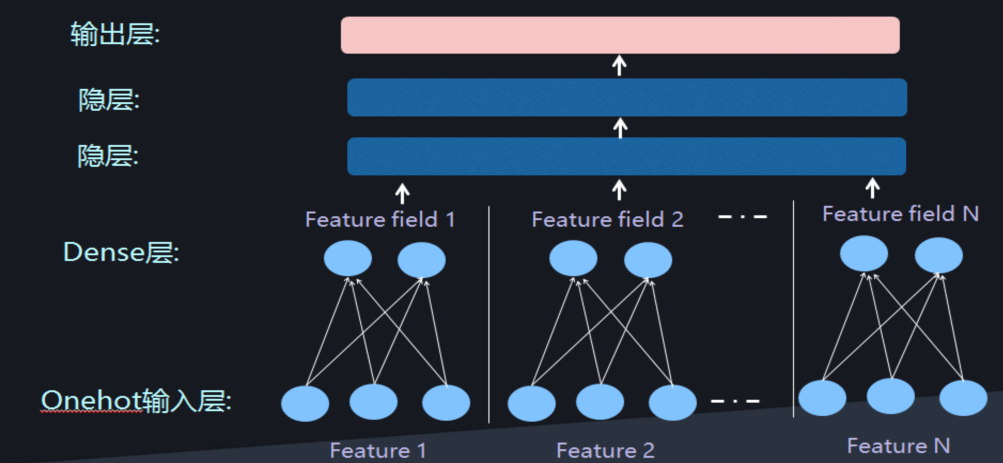 输出层:
隐层:
隐层:
Feature field 1
Feature field 2
Feature field N
Dense层:
Onehot输入层:
Feature 1
Feature 2
Feature N